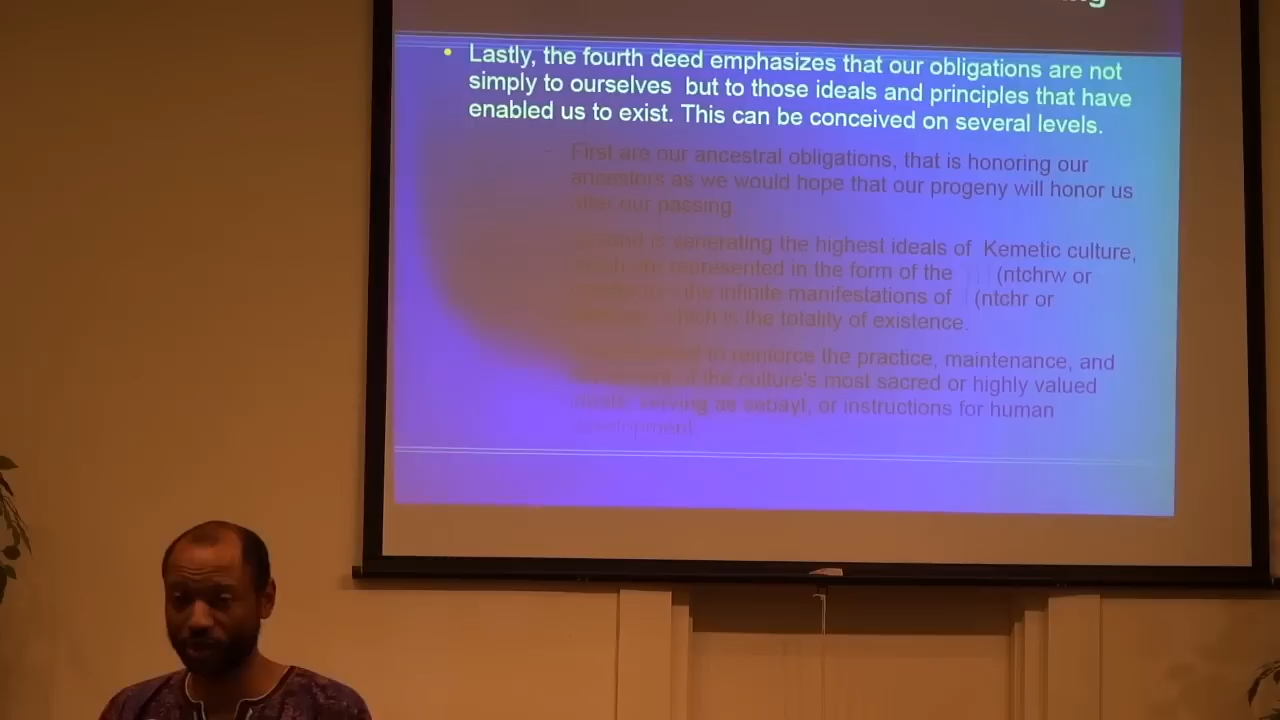 Lastly, the fourth deed emphasizes that our obligations are not
simply to ourselves but to those ideals and principles that have
enabled us to exist. This can be conceived on several levels.
First are our ancestral obligations, that is honoring our
ancestors as we would hope that our progeny will honor us
after our passing.
is venerating the highest ideals of Kemetic culture,
which are represented in the form of the (ntchrw or
the infinite manifestations of (ntchr or
which is the totality of existence.
to reinforce the practice, maintenance, and
of the culture's most sacred or highly valued
serving as sebayt, or instructions for human
development.